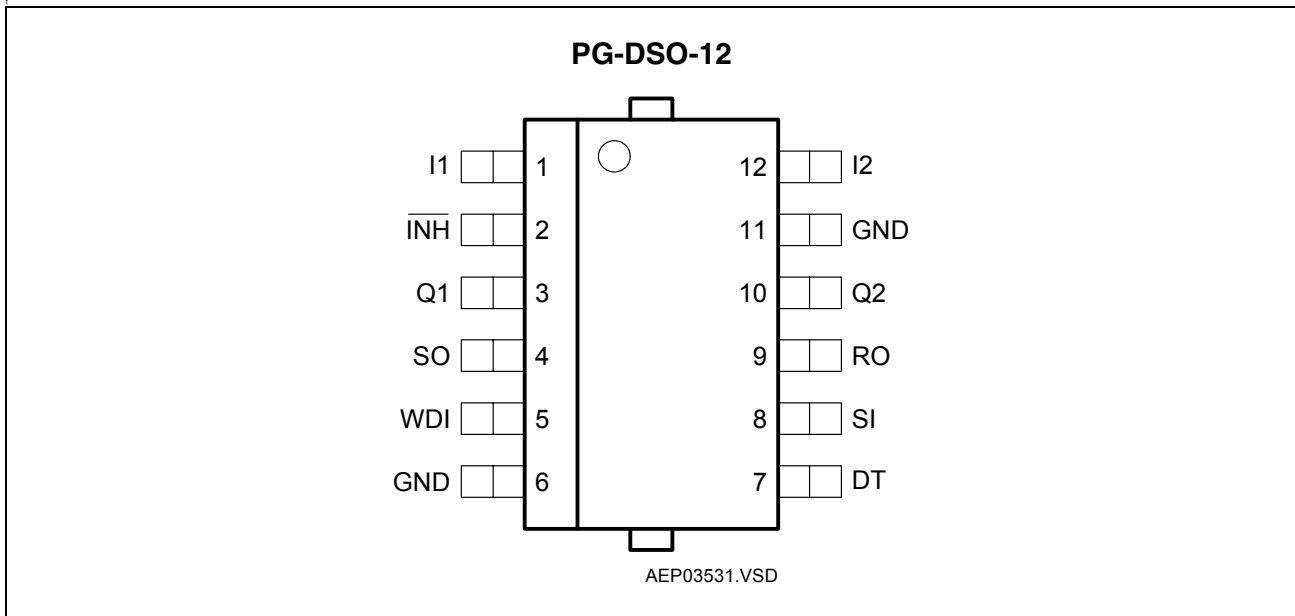 PG-DSO-12
I1 1 12 I2
I̅N̅H̅ 2 11 GND
Q1 3 10 Q2
SO 4 9 RO
WDI 5 8 SI
GND 6 7 DT
AEP03531.VSD